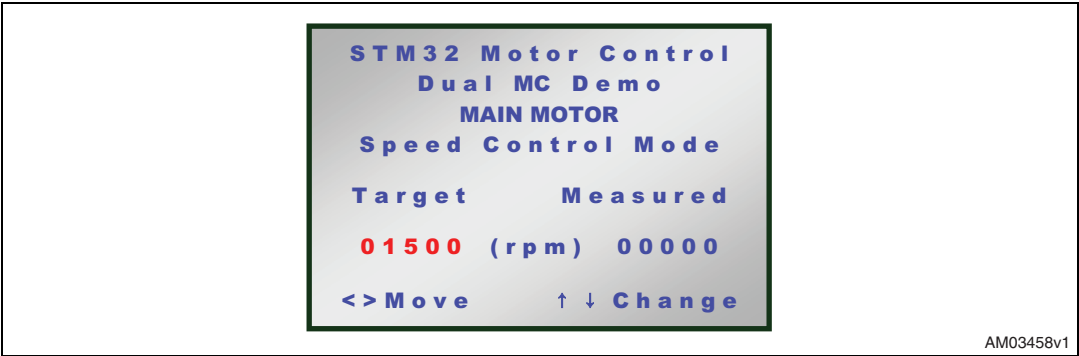 STM32 Motor Control
Dual MC Demo
MAIN MOTOR
Speed Control Mode
Target Measured
01500 (rpm) 00000
<>Move ↑↓Change
AM03458v1